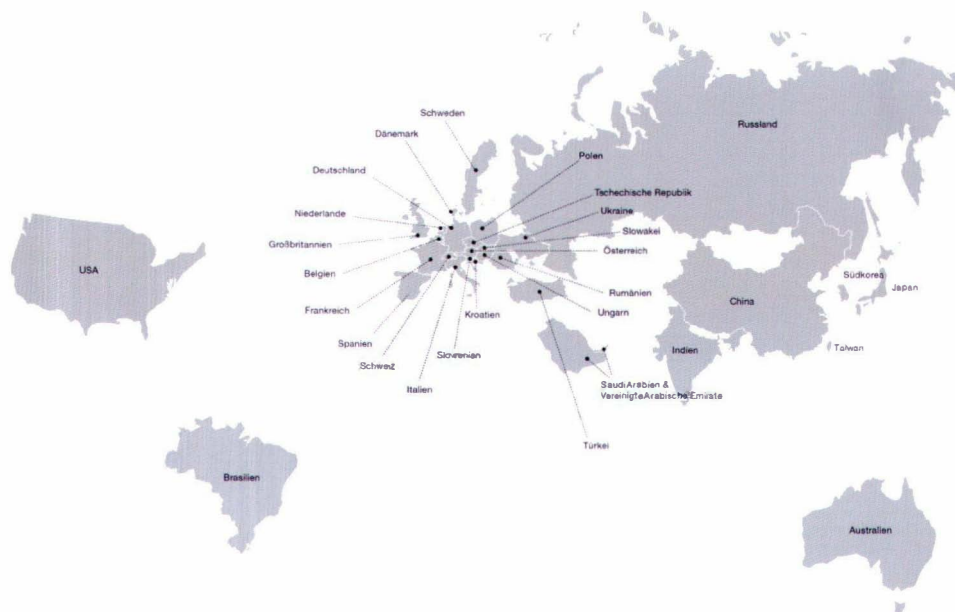 Schweden
Dänemark
Russland
Polen
Deutschland
Tschechische Republik
Niederlande
Ukraine
Slowakei
Großbritannien
Österreich
USA
Belgien
Südkorea
Japan
Rumänien
China
Frankreich
Kroatien
Ungarn
Spanien
Taiwan
Indien
Slovenian
Schweiz
Italien
Saudi Arabien &
Vereinigte Arabische Emirate
Türkei
Brasilien
Australien